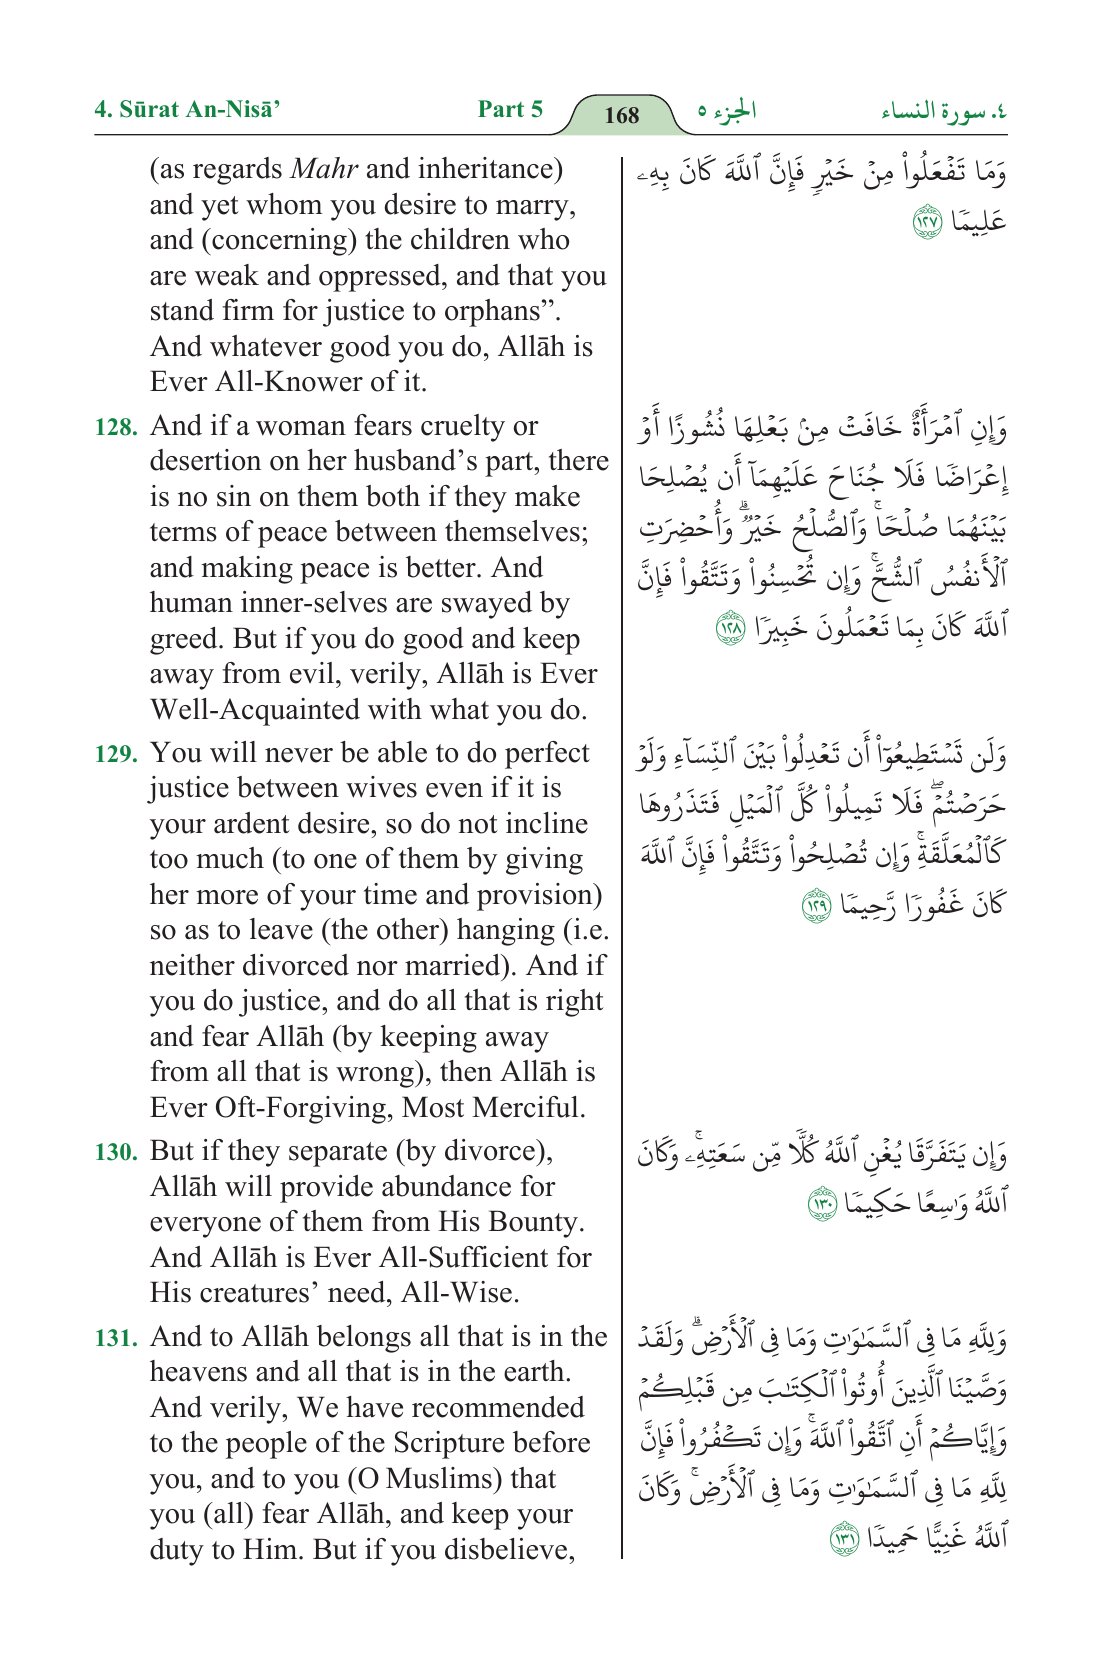 4. Sūrat An-Nisā’
Part 5
168
الجزء ٥
٤. سورة النساء
(as regards Mahr and inheritance)
and yet whom you desire to marry,
and (concerning) the children who
are weak and oppressed, and that you
stand firm for justice to orphans”.
And whatever good you do, Allāh is
Ever All-Knower of it.
128. And if a woman fears cruelty or
desertion on her husband’s part, there
is no sin on them both if they make
terms of peace between themselves;
and making peace is better. And
human inner-selves are swayed by
greed. But if you do good and keep
away from evil, verily, Allāh is Ever
Well-Acquainted with what you do.
129. You will never be able to do perfect
justice between wives even if it is
your ardent desire, so do not incline
too much (to one of them by giving
her more of your time and provision)
so as to leave (the other) hanging (i.e.
neither divorced nor married). And if
you do justice, and do all that is right
and fear Allāh (by keeping away
from all that is wrong), then Allāh is
Ever Oft-Forgiving, Most Merciful.
130. But if they separate (by divorce),
Allāh will provide abundance for
everyone of them from His Bounty.
And Allāh is Ever All-Sufficient for
His creatures’ need, All-Wise.
131. And to Allāh belongs all that is in the
heavens and all that is in the earth.
And verily, We have recommended
to the people of the Scripture before
you, and to you (O Muslims) that
you (all) fear Allāh, and keep your
duty to Him. But if you disbelieve,
وَمَا تَفۡعَلُواْ مِنۡ خَيۡرٖ فَإِنَّ ٱللَّهَ كَانَ بِهِۦ
عَلِيمٗا ١٢٧
وَإِنِ ٱمۡرَأَةٌ خَافَتۡ مِنۢ بَعۡلِهَا نُشُوزًا أَوۡ
إِعۡرَاضٗا فَلَا جُنَاحَ عَلَيۡهِمَآ أَن يُصۡلِحَا
بَيۡنَهُمَا صُلۡحٗاۚ وَٱلصُّلۡحُ خَيۡرٞۗ وَأُحۡضِرَتِ
ٱلۡأَنفُسُ ٱلشُّحَّۚ وَإِن تُحۡسِنُواْ وَتَتَّقُواْ فَإِنَّ
ٱللَّهَ كَانَ بِمَا تَعۡمَلُونَ خَبِيرٗا ١٢٨
وَلَن تَسۡتَطِيعُوٓاْ أَن تَعۡدِلُواْ بَيۡنَ ٱلنِّسَآءِ وَلَوۡ
حَرَصۡتُمۡۖ فَلَا تَمِيلُواْ كُلَّ ٱلۡمَيۡلِ فَتَذَرُوهَا
كَٱلۡمُعَلَّقَةِۚ وَإِن تُصۡلِحُواْ وَتَتَّقُواْ فَإِنَّ ٱللَّهَ
كَانَ غَفُورٗا رَّحِيمٗا ١٢٩
وَإِن يَتَفَرَّقَا يُغۡنِ ٱللَّهُ كُلّٗا مِّن سَعَتِهِۦۚ وَكَانَ
ٱللَّهُ وَٰسِعًا حَكِيمٗا ١٣٠
وَلِلَّهِ مَا فِي ٱلسَّمَٰوَٰتِ وَمَا فِي ٱلۡأَرۡضِۗ وَلَقَدۡ
وَصَّيۡنَا ٱلَّذِينَ أُوتُواْ ٱلۡكِتَٰبَ مِن قَبۡلِكُمۡ
وَإِيَّاكُمۡ أَنِ ٱتَّقُواْ ٱللَّهَۚ وَإِن تَكۡفُرُواْ فَإِنَّ
لِلَّهِ مَا فِي ٱلسَّمَٰوَٰتِ وَمَا فِي ٱلۡأَرۡضِۚ وَكَانَ
ٱللَّهُ غَنِيًّا حَمِيدٗا ١٣١